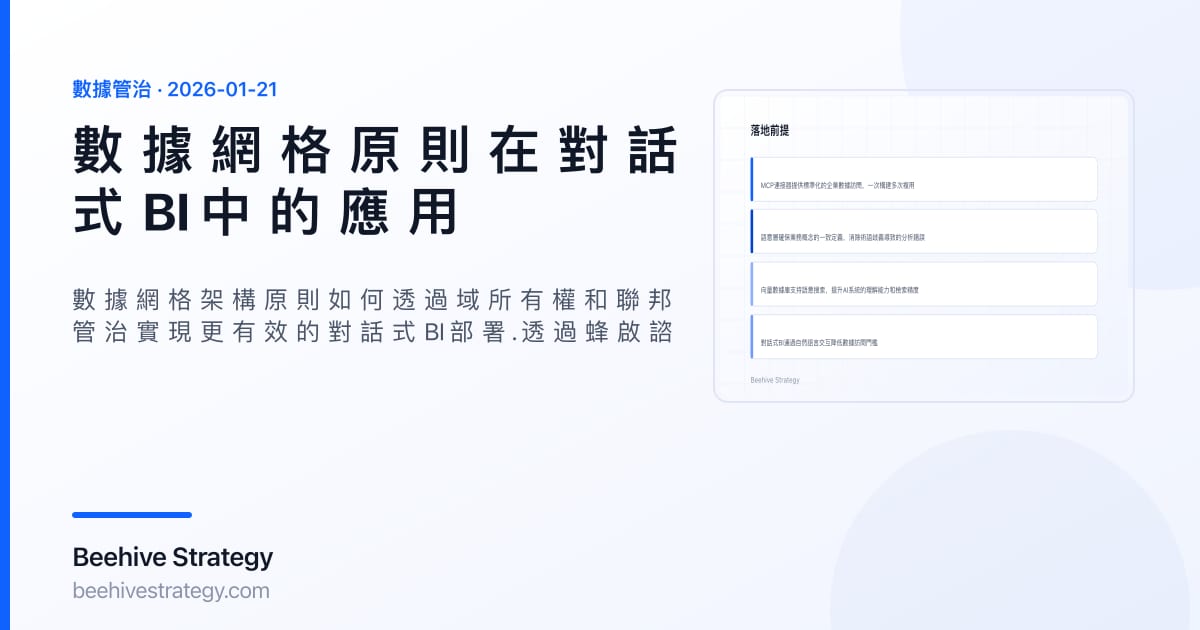 數據管治 · 2026-01-21
數據網格原則在對話
式 BI 中的應用
數據網格架構原則如何透過域所有權和聯邦
管治實現更有效的對話式 BI 部署.透過蜂啟諮
落地前提
MCP連接器提供標準化的企業數據訪問，一次構建多次複用
語意層確保業務概念的一致定義，消除術語歧義導致的分析錯誤
向量數據庫支持語意搜索，提升AI系統的理解能力和檢索精度
對話式BI通過自然語言交互降低數據訪問門檻
Beehive Strategy
Beehive Strategy
beehivestrategy.com